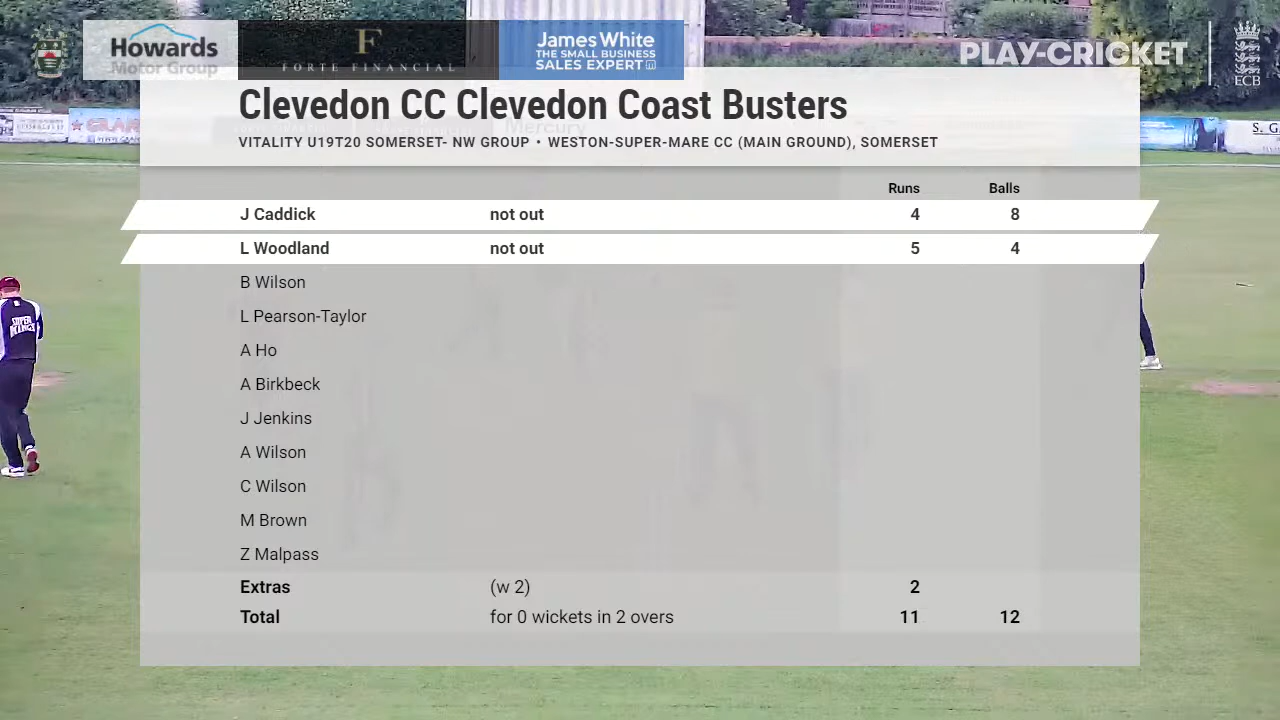 Howards
Motor Group
F
FORTE FINANCIAL
James White
THE SMALL BUSINESS
SALES EXPERT
PLAY-CRICKET
ECB
Clevedon CC Clevedon Coast Busters
Mercury
VITALITY U19T20 SOMERSET- NW GROUP • WESTON-SUPER-MARE CC (MAIN GROUND), SOMERSET
S. G
Runs Balls
J Caddick not out 4 8
L Woodland not out 5 4
B Wilson
L Pearson-Taylor
A Ho
A Birkbeck
J Jenkins
A Wilson
C Wilson
M Brown
Z Malpass
Extras (w 2) 2
Total for 0 wickets in 2 overs 11 12